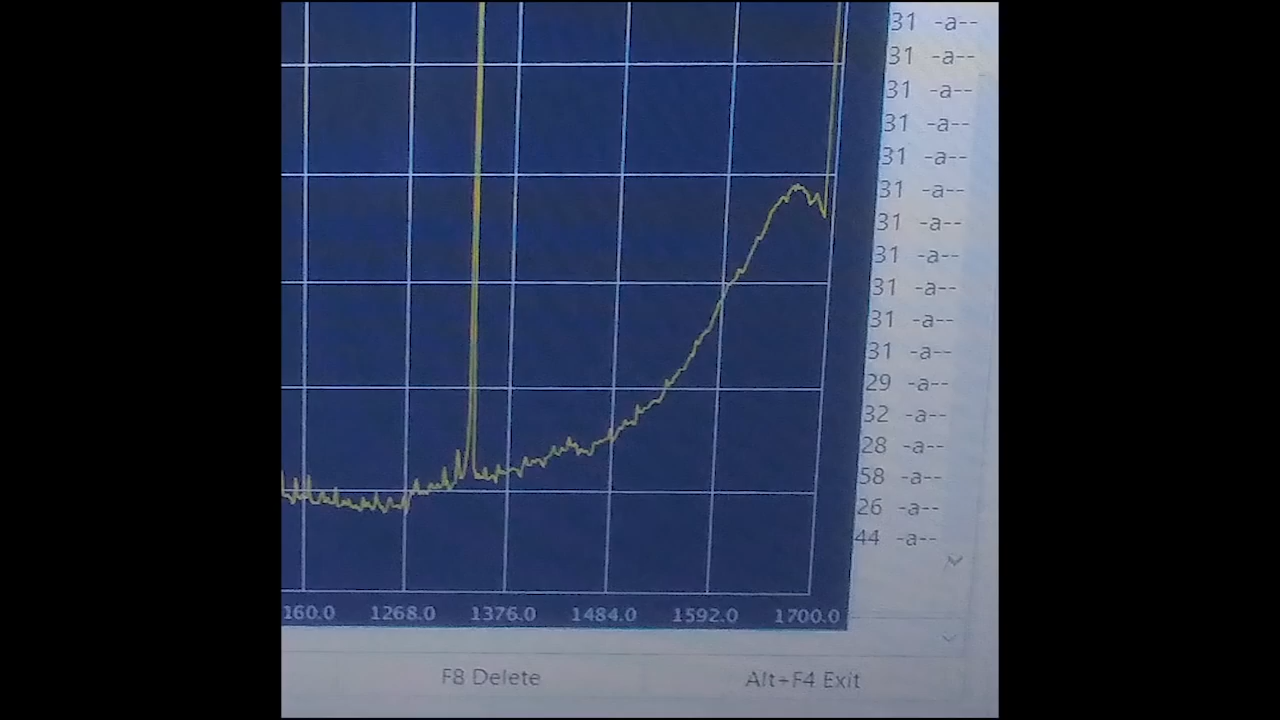 31 -a--
31 -a--
31 -a--
31 -a--
31 -a--
31 -a--
31 -a--
31 -a--
31 -a--
31 -a--
31 -a--
29 -a--
32 -a--
28 -a--
58 -a--
26 -a--
44 -a--
160.0 1268.0 1376.0 1484.0 1592.0 1700.0
F8 Delete Alt+F4 Exit